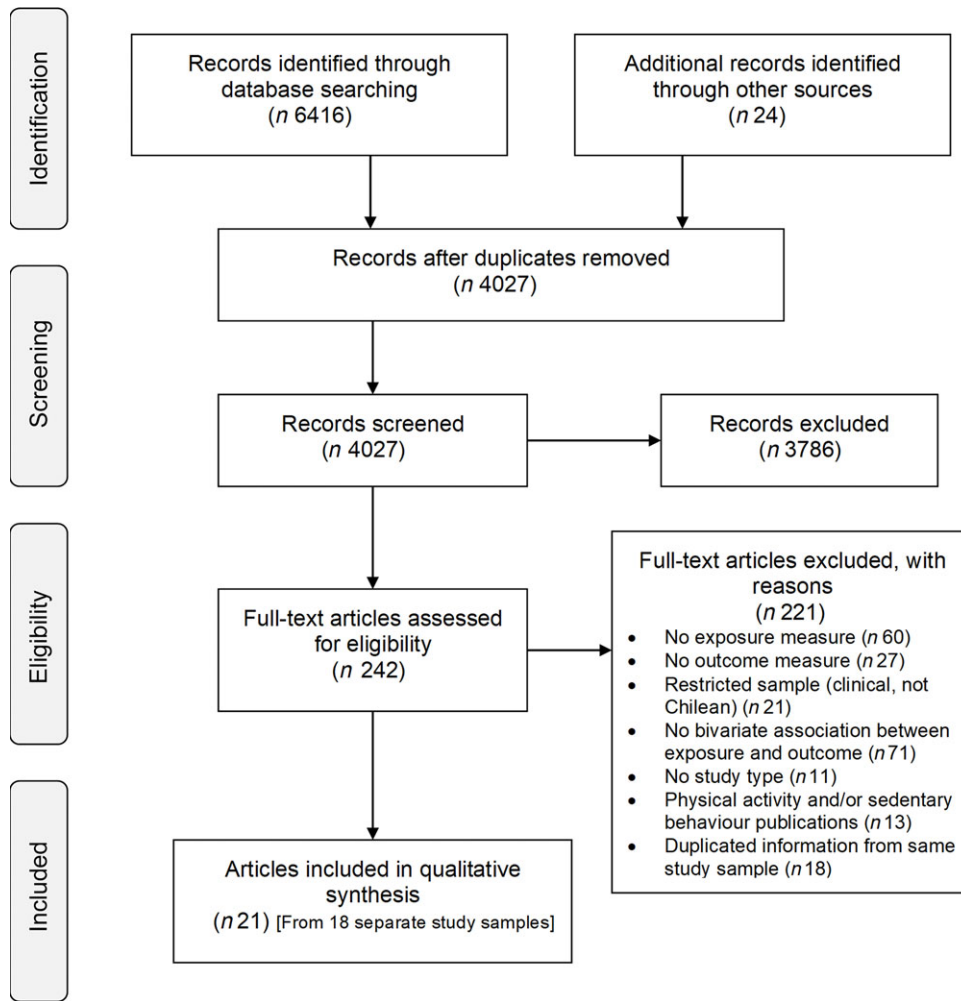 Identification
Records identified through
database searching
(n 6416)
Additional records identified
through other sources
(n 24)
Records after duplicates removed
(n 4027)
Screening
Records screened
(n 4027)
Records excluded
(n 3786)
Eligibility
Full-text articles assessed
for eligibility
(n 242)
Full-text articles excluded, with
reasons
(n 221)
• No exposure measure (n 60)
• No outcome measure (n 27)
• Restricted sample (clinical, not
Chilean) (n 21)
• No bivariate association between
exposure and outcome (n 71)
• No study type (n 11)
• Physical activity and/or sedentary
behaviour publications (n 13)
• Duplicated information from same
study sample (n 18)
Included
Articles included in qualitative
synthesis
(n 21) [From 18 separate study samples]